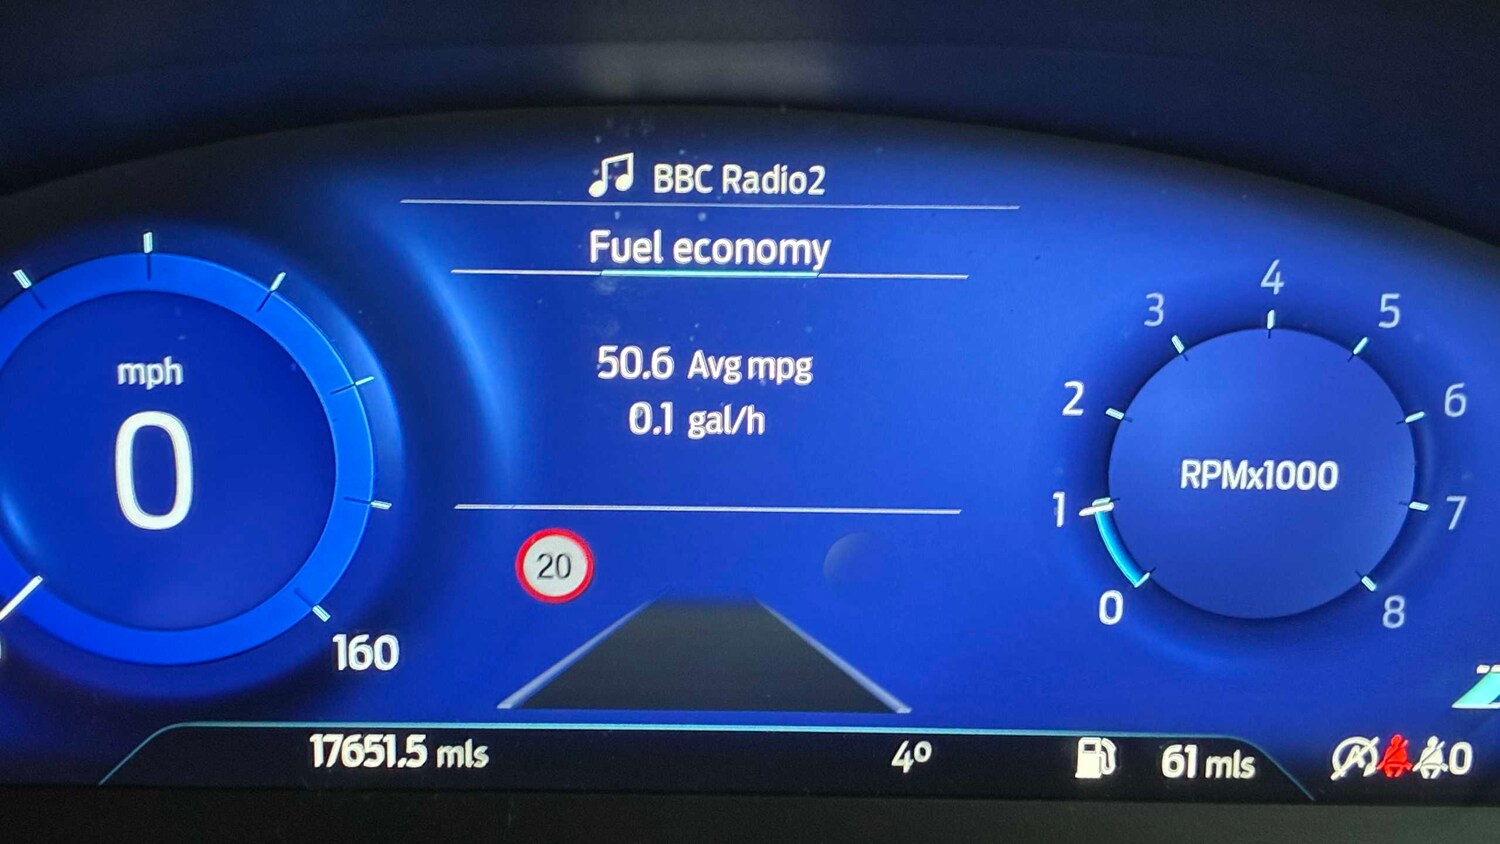 BBC Radio2
Fuel economy
50.6 Avg mpg
0.1 gal/h
mph
0
160
20
0
1
2
3
4
5
6
7
8
RPMx1000
17651.5 mls
4º
61 mls
0